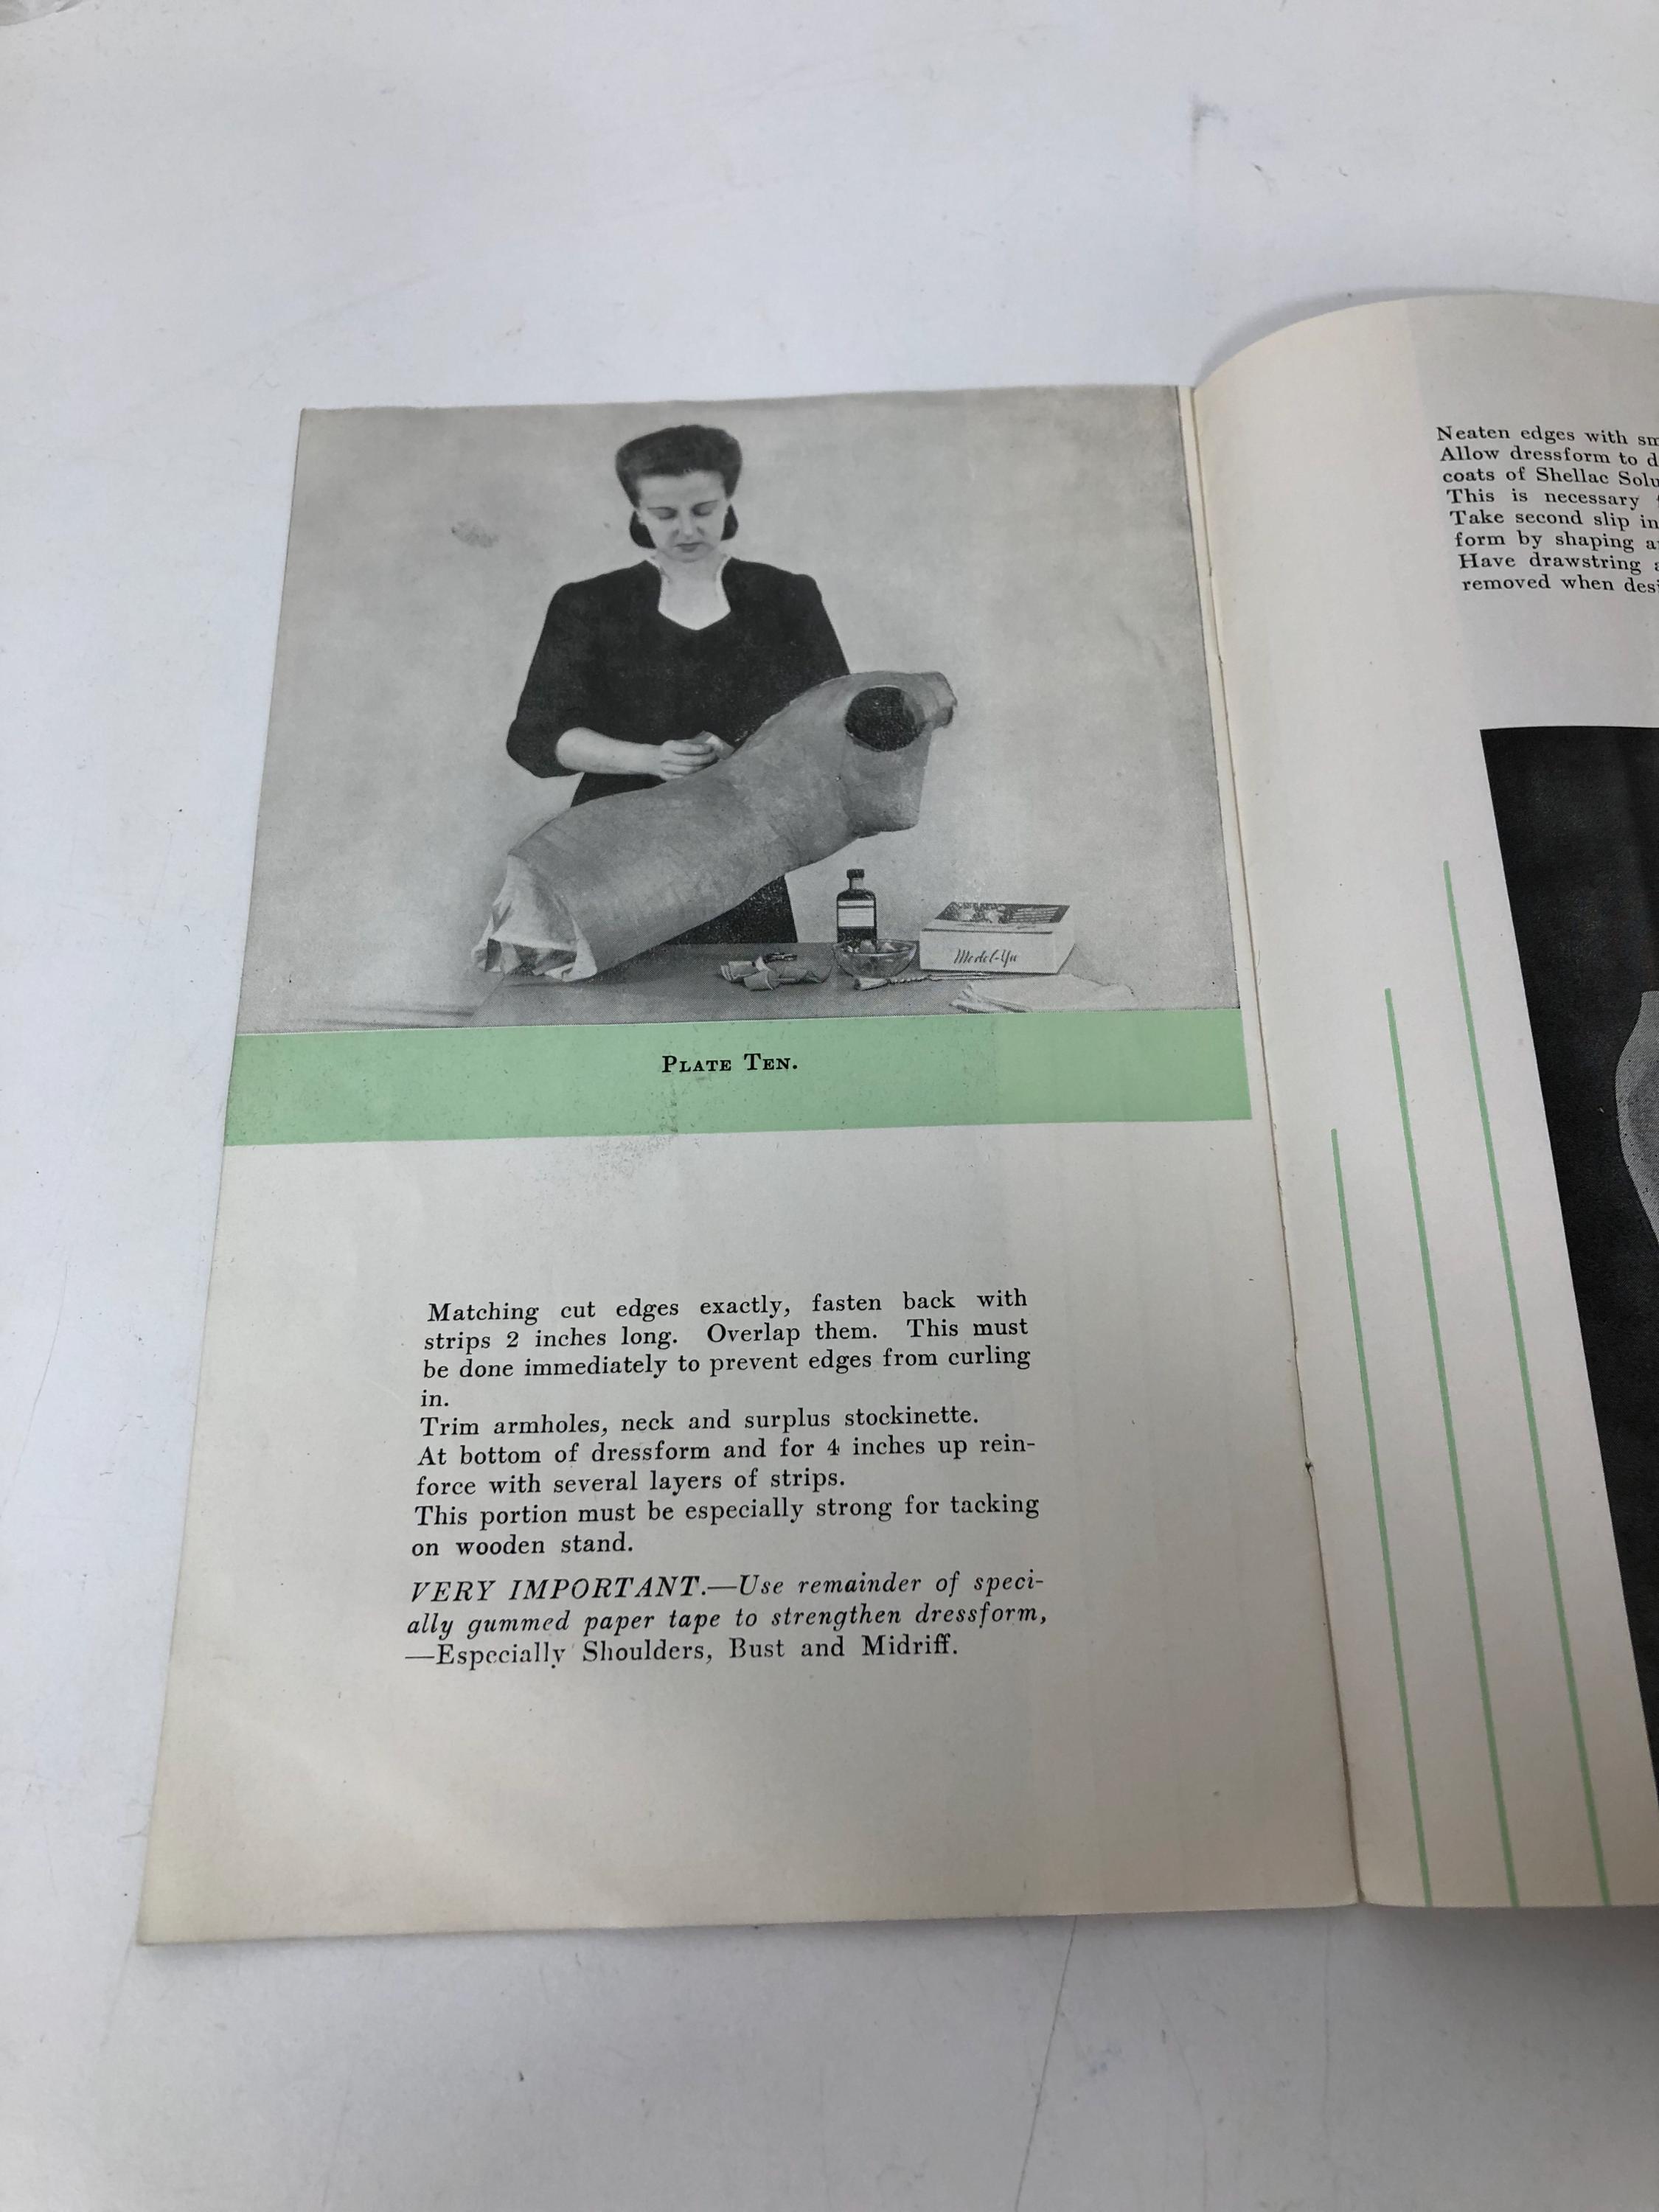 Model-Yu
PLATE TEN.
Matching cut edges exactly, fasten back with
strips 2 inches long. Overlap them. This must
be done immediately to prevent edges from curling
in.
Trim armholes, neck and surplus stockinette.
At bottom of dressform and for 4 inches up rein-
force with several layers of strips.
This portion must be especially strong for tacking
on wooden stand.
VERY IMPORTANT.—Use remainder of speci-
ally gummed paper tape to strengthen dressform,
—Especially Shoulders, Bust and Midriff.
Neaten edges with sm
Allow dressform to d
coats of Shellac Solu
This is necessary
Take second slip in
form by shaping a
Have drawstring a
removed when desi